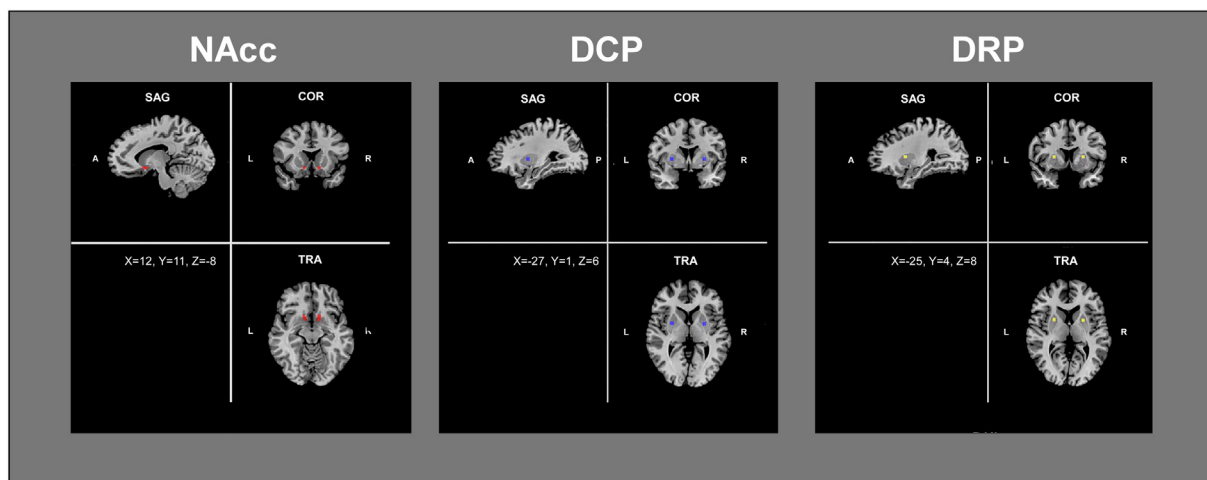 NAcc
DCP
DRP
SAG
COR
A
L
R
X=12, Y=11, Z=-8
TRA
L
SAG
COR
A
P
L
R
X=-27, Y=1, Z=6
TRA
L
R
SAG
COR
A
P
L
R
X=-25, Y=4, Z=8
TRA
L
R